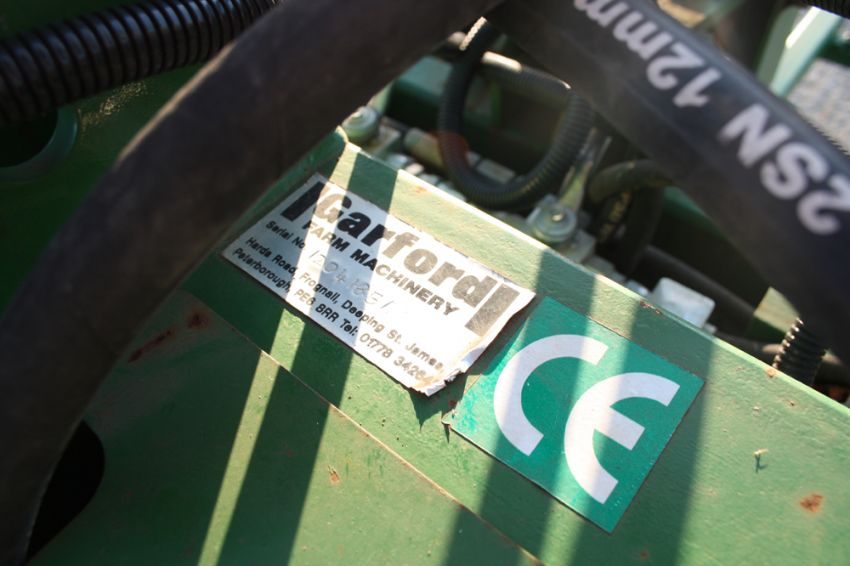 2SN 12mm
Garford
FARM MACHINERY
Serial No.
Hards Road, Frognall, Deeping St. James,
Peterborough, PE6 8RR Tel: 01778 3426
CE